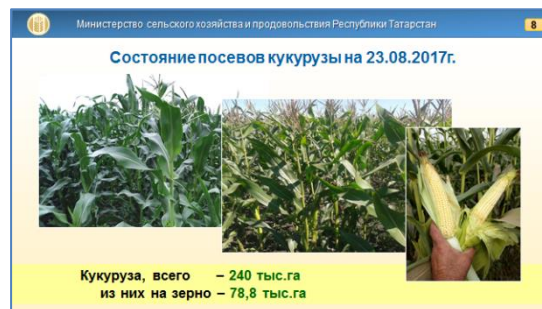 Министерство сельского хозяйства и продовольствия Республики Татарстан
8
Состояние посевов кукурузы на 23.08.2017г.
Кукуруза, всего – 240 тыс.га
из них на зерно – 78,8 тыс.га